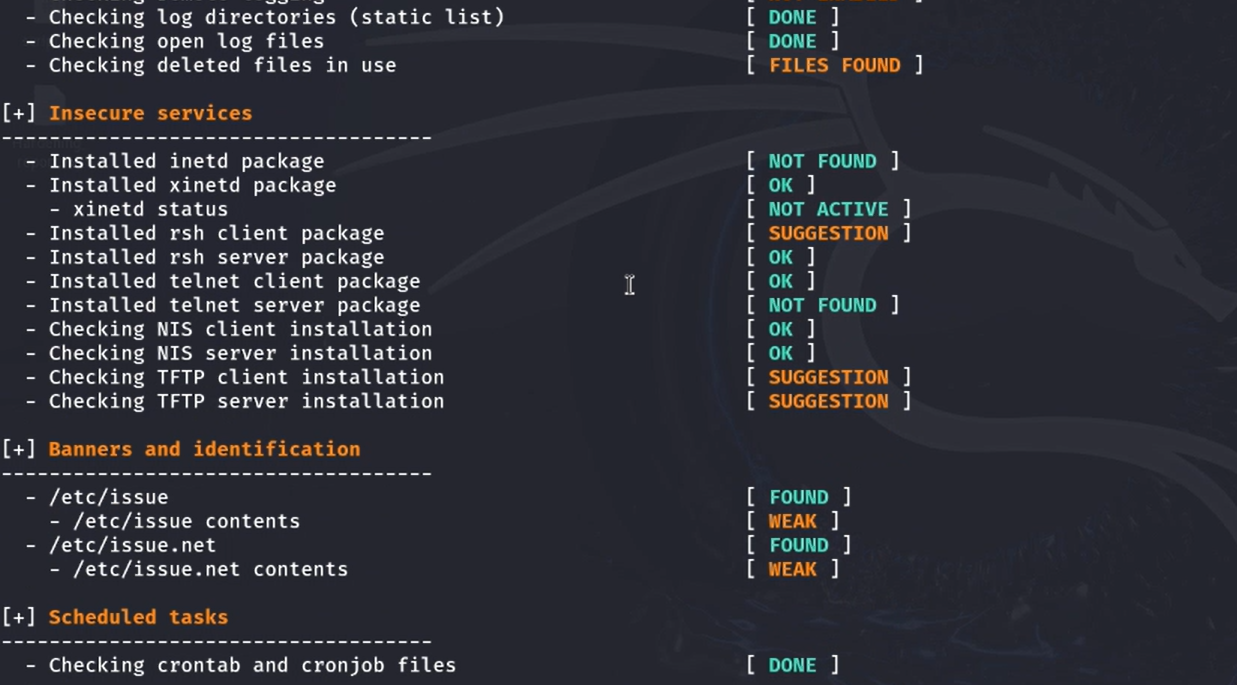 - Checking log directories (static list) [ DONE ]
- Checking open log files [ DONE ]
- Checking deleted files in use [ FILES FOUND ]
[+] Insecure services
------------------------------------
- Installed inetd package [ NOT FOUND ]
- Installed xinetd package [ OK ]
- xinetd status [ NOT ACTIVE ]
- Installed rsh client package [ SUGGESTION ]
- Installed rsh server package [ OK ]
- Installed telnet client package [ OK ]
- Installed telnet server package [ NOT FOUND ]
- Checking NIS client installation [ OK ]
- Checking NIS server installation [ OK ]
- Checking TFTP client installation [ SUGGESTION ]
- Checking TFTP server installation [ SUGGESTION ]
[+] Banners and identification
------------------------------------
- /etc/issue [ FOUND ]
- /etc/issue contents [ WEAK ]
- /etc/issue.net [ FOUND ]
- /etc/issue.net contents [ WEAK ]
[+] Scheduled tasks
------------------------------------
- Checking crontab and cronjob files [ DONE ]